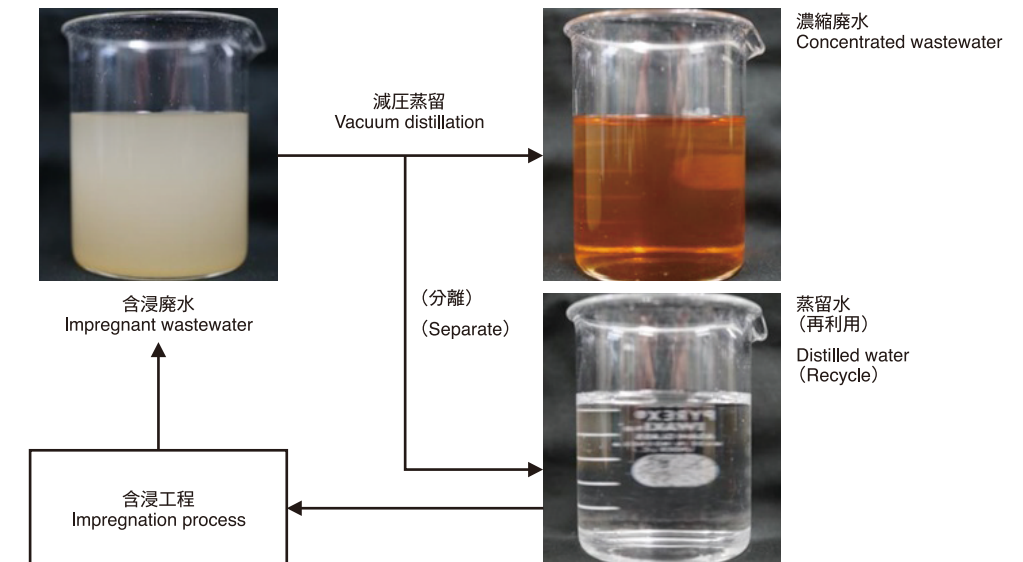 濃縮廃水
Concentrated wastewater
減圧蒸留
Vacuum distillation
含浸廃水
Impregnant wastewater
（分離）
（Separate）
蒸留水
（再利用）
Distilled water
（Recycle）
含浸工程
Impregnation process
PYREX®
IWAKI